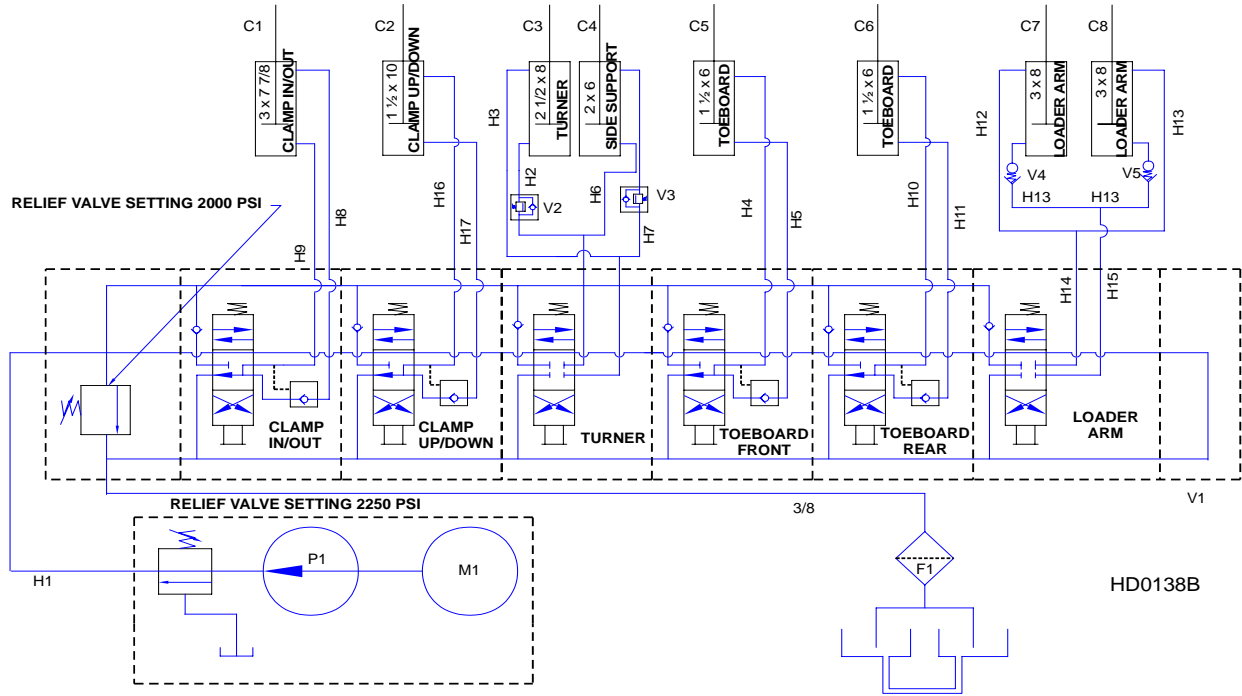 C1
C2
C3
C4
C5
C6
C7
C8
3 x 7 7/8
CLAMP IN/OUT
1 ½ x 10
CLAMP UP/DOWN
2 1/2 x 8
TURNER
2 x 6
SIDE SUPPORT
1 ½ x 6
TOEBOARD
1 ½ x 6
TOEBOARD
3 x 8
LOADER ARM
3 x 8
LOADER ARM
H3
H12
H13
H2
V2
H6
V3
H7
V4
V5
H13
H13
H9
H8
H16
H17
H4
H5
H10
H11
H14
H15
RELIEF VALVE SETTING 2000 PSI
CLAMP
IN/OUT
CLAMP
UP/DOWN
TURNER
TOEBOARD
FRONT
TOEBOARD
REAR
LOADER
ARM
V1
RELIEF VALVE SETTING 2250 PSI
3/8
H1
P1
M1
F1
HD0138B